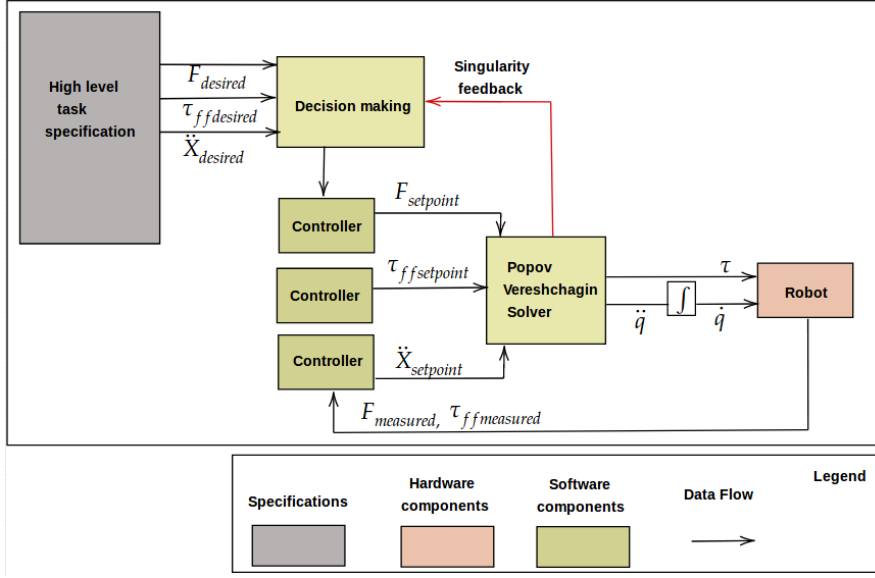 High level
task
specification
F_desired
τ_ffdesired
Ẍ_desired
Decision making
Singularity
feedback
Controller
F_setpoint
Controller
τ_ffsetpoint
Controller
Ẍ_setpoint
Popov
Vereshchagin
Solver
τ
q̈
∫
q̇
Robot
F_measured, τ_ffmeasured
Legend
Specifications
Hardware
components
Software
components
Data Flow